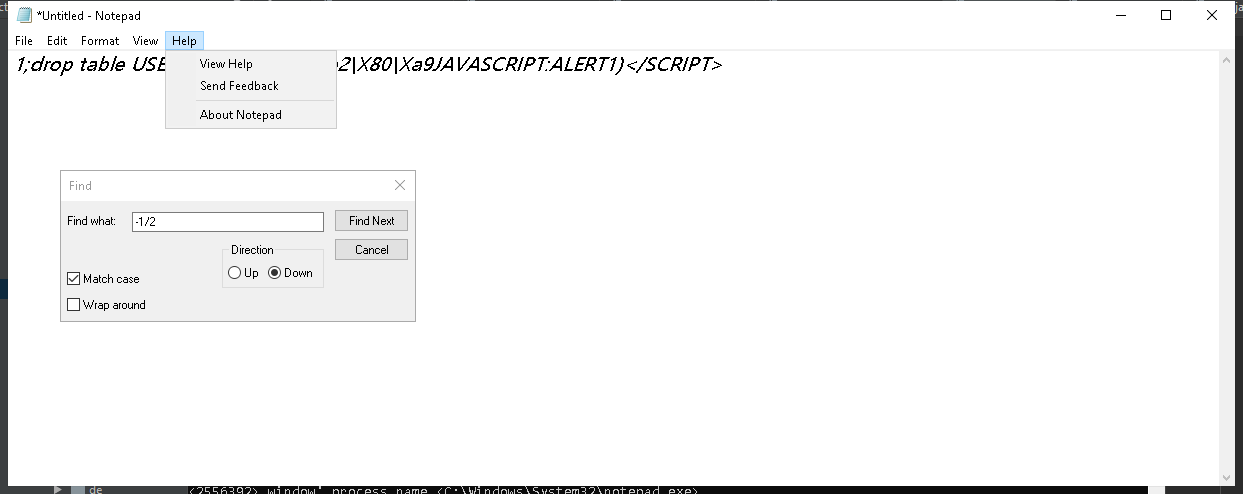 *Untitled - Notepad
File Edit Format View Help
1;drop table USE 2\X80\Xa9JAVASCRIPT:ALERT1)</SCRIPT>
View Help
Send Feedback
About Notepad
Find
Find what: -1/2 Find Next
Direction Cancel
Up Down
Match case
Wrap around
de <2556392> window' process name <C:\Windows\System32\notepad.exe>